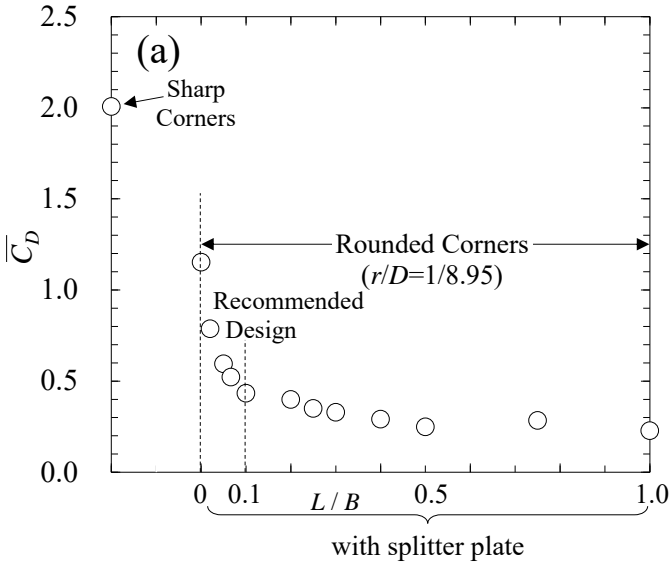 2.5
(a)
Sharp
Corners
2.0
1.5
Rounded Corners
(r/D=1/8.95)
C_D
1.0
Recommended
Design
0.5
0.0
0 0.1 L / B 0.5 1.0
with splitter plate